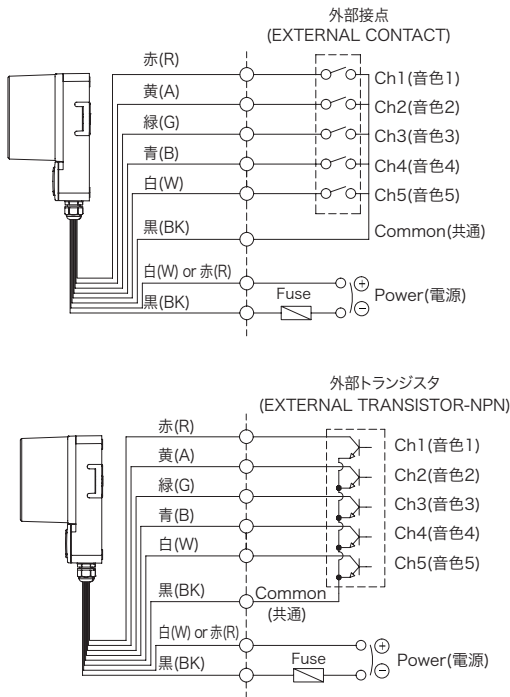 外部接点
(EXTERNAL CONTACT)
赤(R)
Ch1(音色1)
黄(A)
Ch2(音色2)
緑(G)
Ch3(音色3)
青(B)
Ch4(音色4)
白(W)
Ch5(音色5)
黒(BK)
Common(共通)
白(W) or 赤(R)
Fuse
Power(電源)
黒(BK)
外部トランジスタ
(EXTERNAL TRANSISTOR-NPN)
赤(R)
Ch1(音色1)
黄(A)
Ch2(音色2)
緑(G)
Ch3(音色3)
青(B)
Ch4(音色4)
白(W)
Ch5(音色5)
黒(BK)
Common
(共通)
白(W) or 赤(R)
Fuse
Power(電源)
黒(BK)